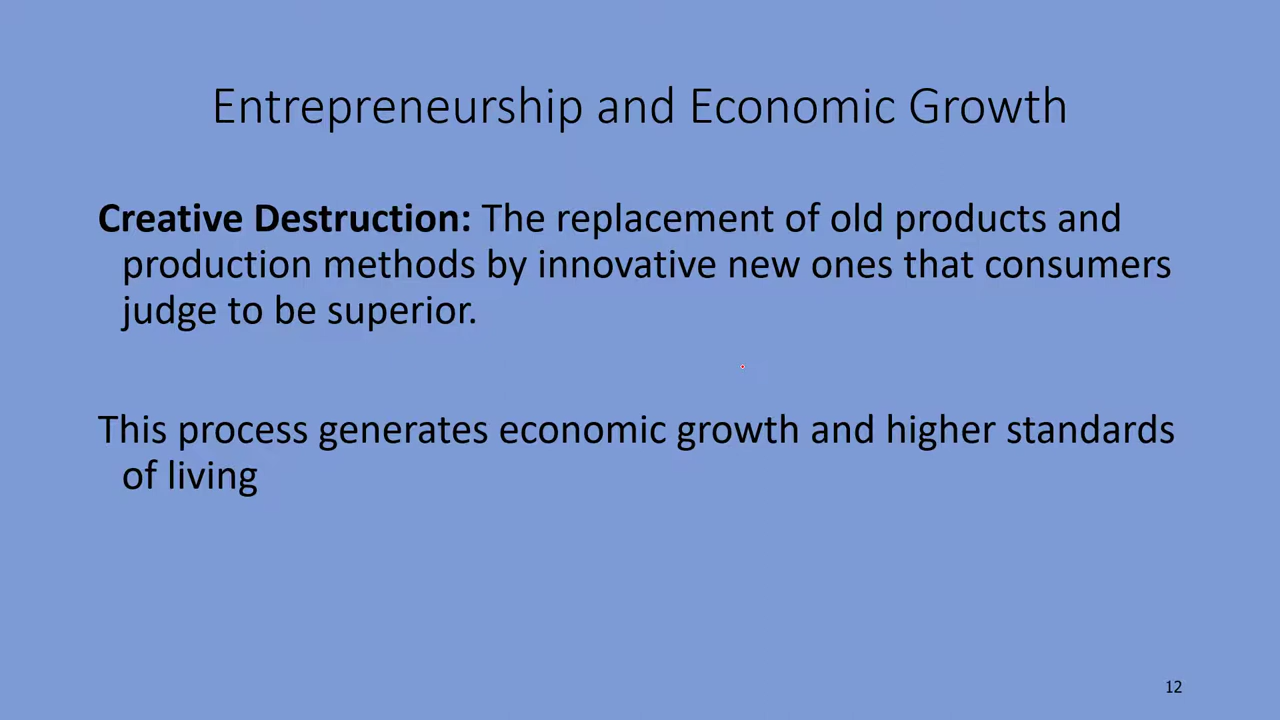 Entrepreneurship and Economic Growth
Creative Destruction: The replacement of old products and
production methods by innovative new ones that consumers
judge to be superior.
This process generates economic growth and higher standards
of living
12